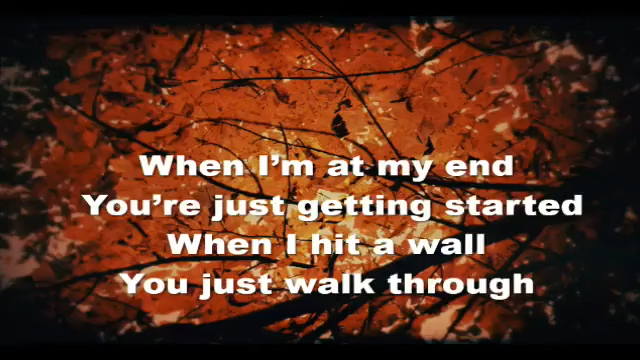 When I'm at my end
You're just getting started
When I hit a wall
You just walk through